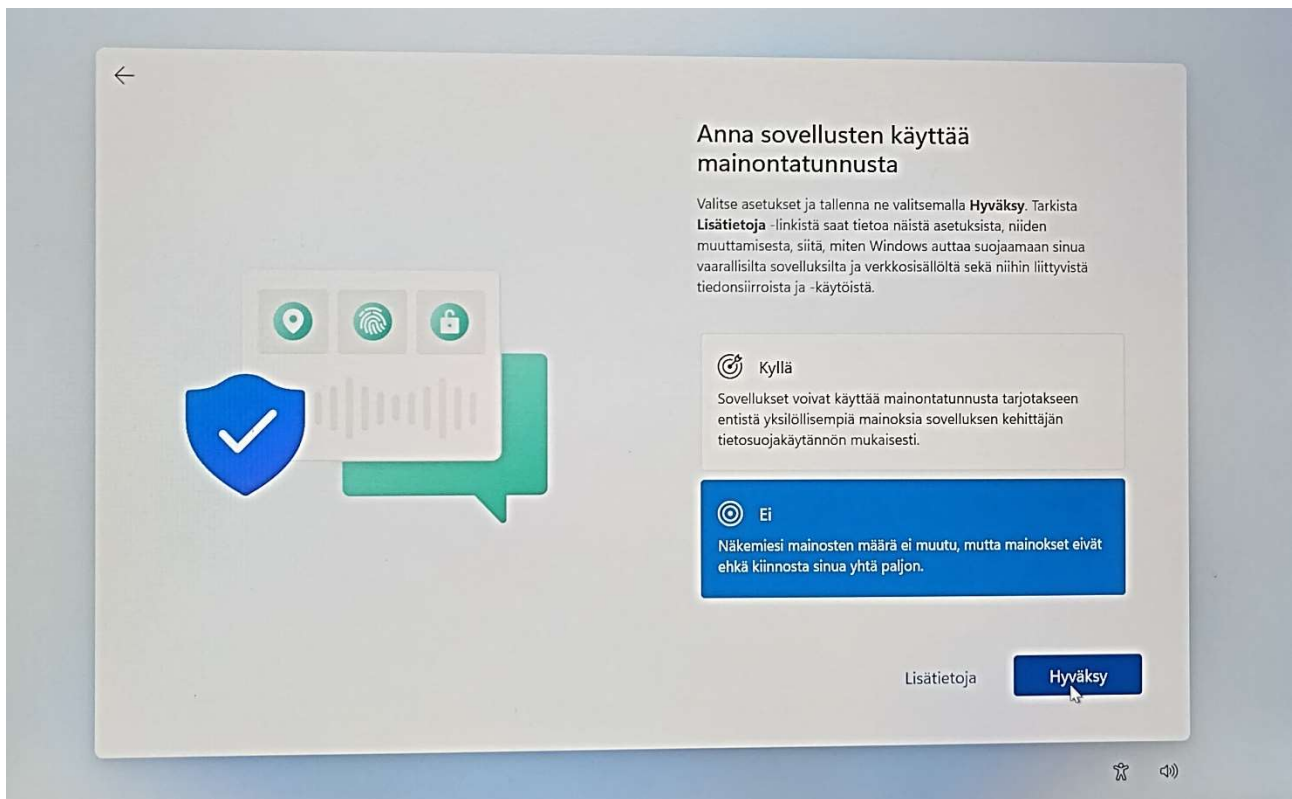 Anna sovellusten käyttää
mainontatunnusta
Valitse asetukset ja tallenna ne valitsemalla Hyväksy. Tarkista
Lisätietoja -linkistä saat tietoa näistä asetuksista, niiden
muuttamisesta, siitä, miten Windows auttaa suojaamaan sinua
vaarallisilta sovelluksilta ja verkkosisällöltä sekä niihin liittyvistä
tiedonsiirroista ja -käytöistä.
Kyllä
Sovellukset voivat käyttää mainontatunnusta tarjotakseen
entistä yksilöllisempiä mainoksia sovelluksen kehittäjän
tietosuojakäytännön mukaisesti.
Ei
Näkemiesi mainosten määrä ei muutu, mutta mainokset eivät
ehkä kiinnosta sinua yhtä paljon.
Lisätietoja
Hyväksy